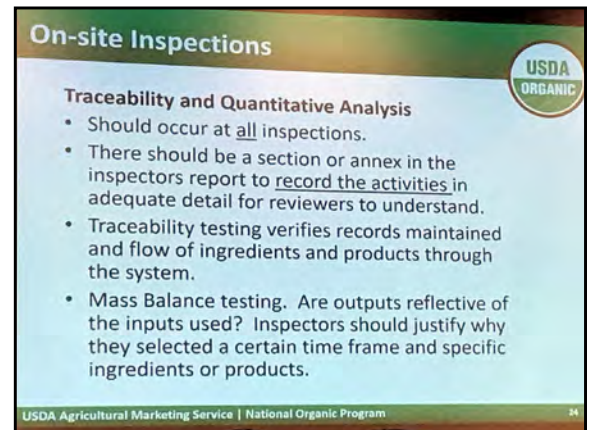 On-site Inspections
USDA
ORGANIC
Traceability and Quantitative Analysis
• Should occur at all inspections.
• There should be a section or annex in the
inspectors report to record the activities in
adequate detail for reviewers to understand.
• Traceability testing verifies records maintained
and flow of ingredients and products through
the system.
• Mass Balance testing. Are outputs reflective of
the inputs used? Inspectors should justify why
they selected a certain time frame and specific
ingredients or products.
USDA Agricultural Marketing Service | National Organic Program
24